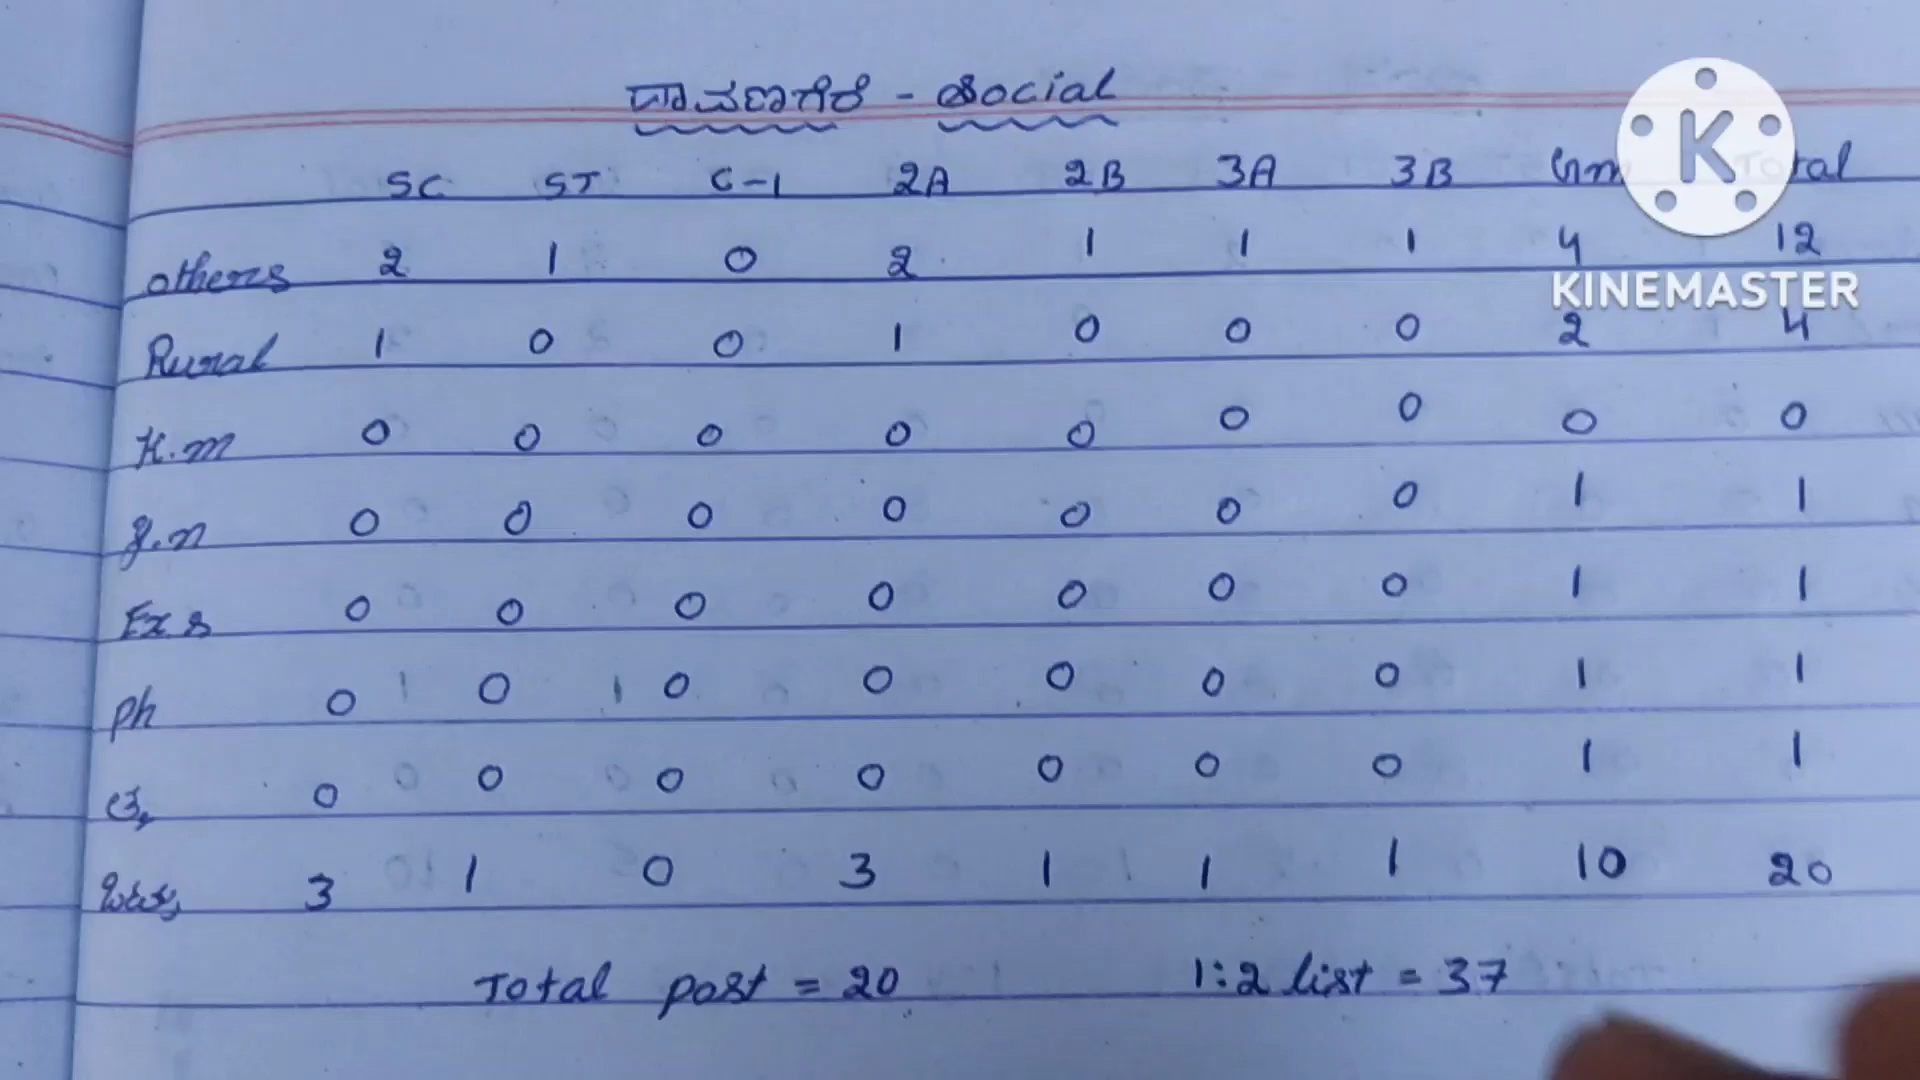 ದಾವಣಗೆರೆ - Social
SC ST C-1 2A 2B 3A 3B Gm Total
others 2 1 0 2 1 1 1 4 12
KINEMASTER
Rural 1 0 0 1 0 0 0 2 4
K.m 0 0 0 0 0 0 0 0 0
0 0 0 0 0 0 0 1 1
Ex s 0 0 0 0 0 0 0 1 1
Ph 0 0 0 0 0 0 0 1 1
0 0 0 0 0 0 0 1 1
ಒಟ್ಟು 3 1 0 3 1 1 1 10 20
Total post = 20 1:2 list = 37